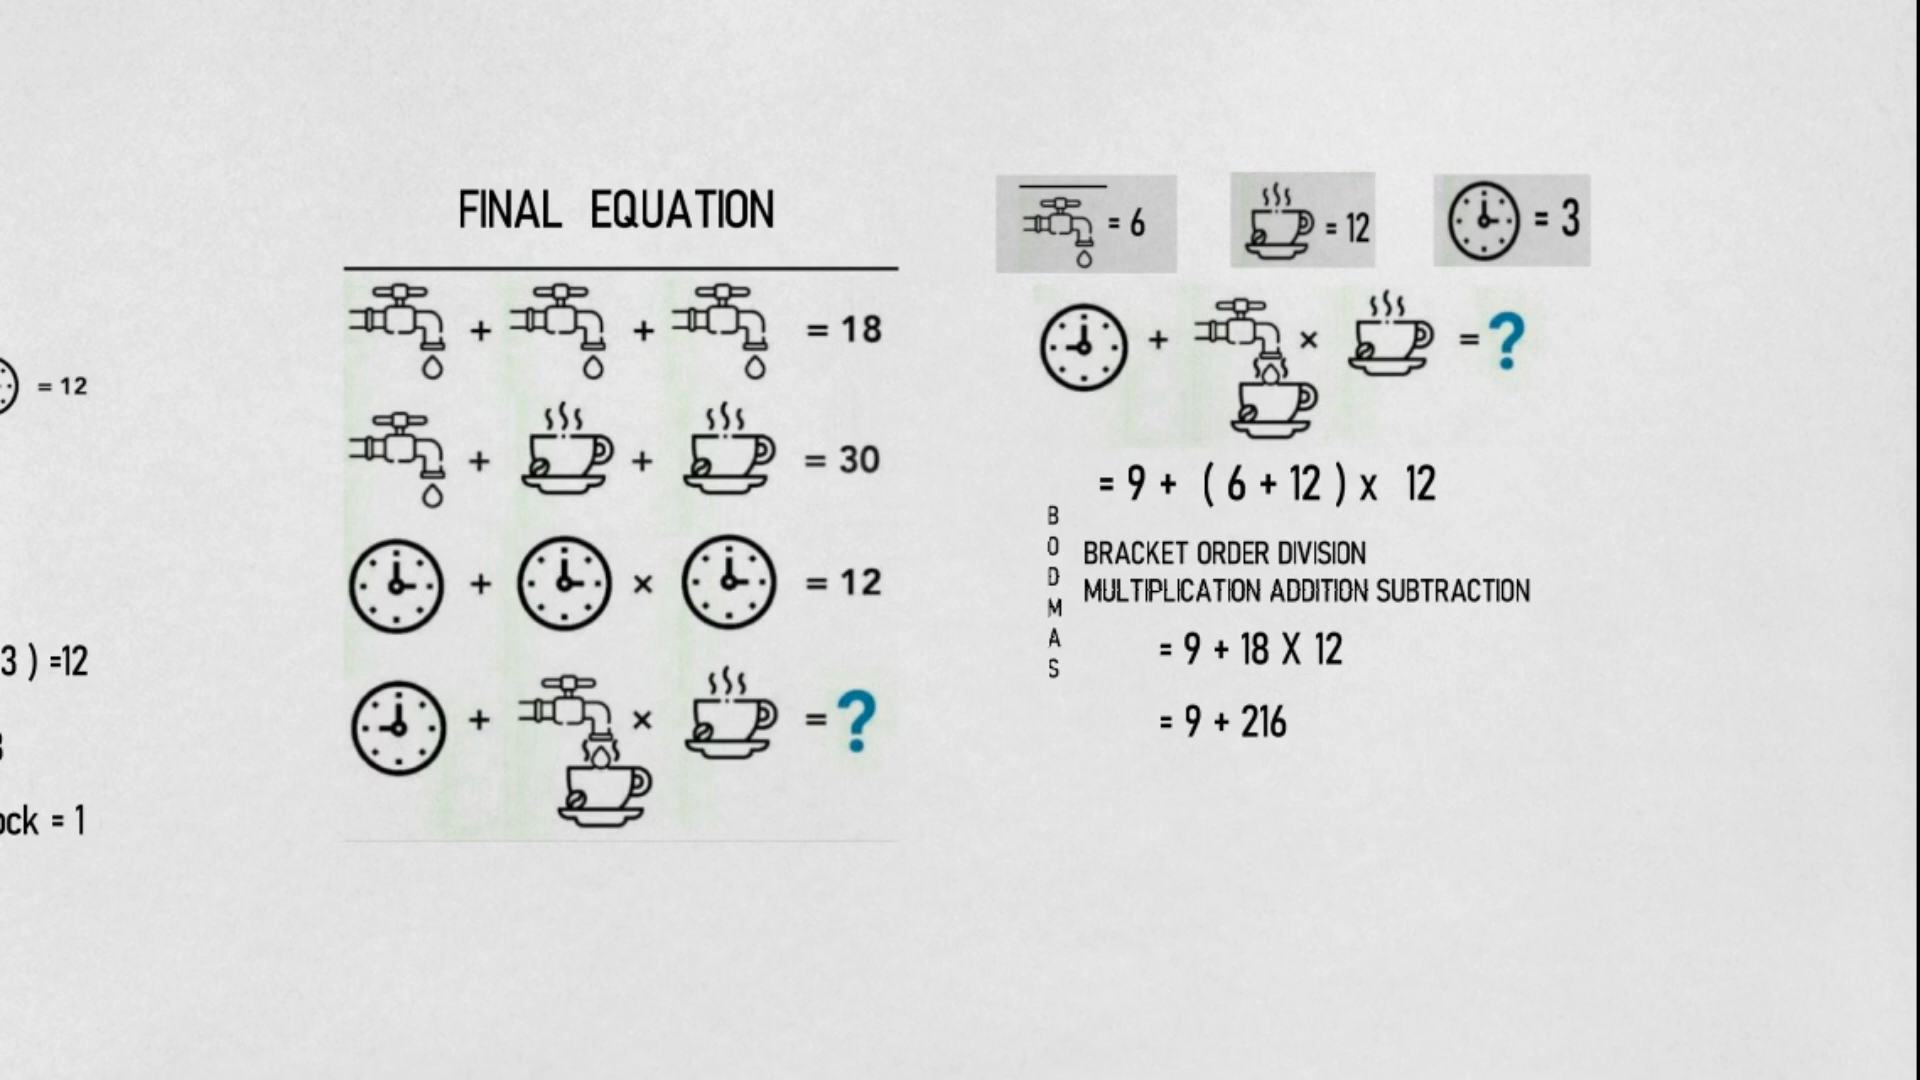 = 12
3 ) =12
ock = 1
FINAL EQUATION
+ + = 18
+ + = 30
+ × = 12
+ × = ?
= 6
= 12
= 3
+ × = ?
= 9 + ( 6 + 12 ) x 12
B
O
D
M
A
S
BRACKET ORDER DIVISION
MULTIPLICATION ADDITION SUBTRACTION
= 9 + 18 X 12
= 9 + 216